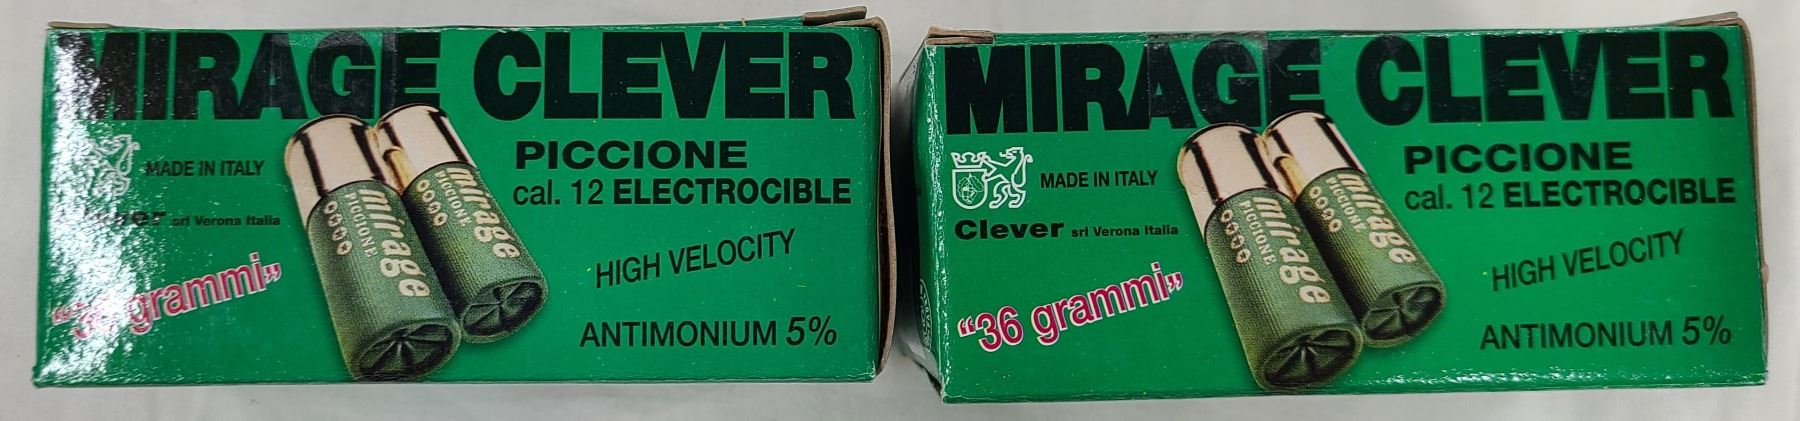 MIRAGE CLEVER
PICCIONE
cal. 12 ELECTROCIBLE
MADE IN ITALY
srl Verona Italia
"36 grammi"
HIGH VELOCITY
ANTIMONIUM 5%
mirage
PICCIONE
mirage
PICCIONE
MIRAGE CLEVER
PICCIONE
cal. 12 ELECTROCIBLE
MADE IN ITALY
Clever srl Verona Italia
"36 grammi"
HIGH VELOCITY
ANTIMONIUM 5%
mirage
PICCIONE
mirage
PICCIONE